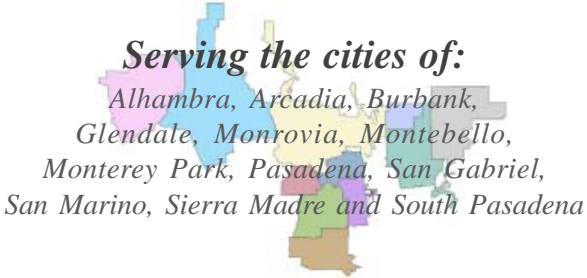 Serving the cities of:
Alhambra, Arcadia, Burbank,
Glendale, Monrovia, Montebello,
Monterey Park, Pasadena, San Gabriel,
San Marino, Sierra Madre and South Pasadena